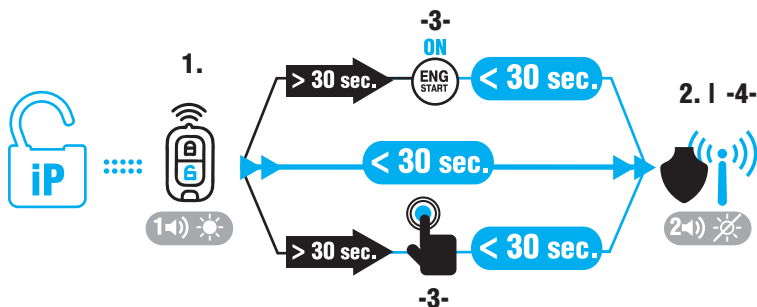 -3-
ON
1.
> 30 sec.
ENG
START
< 30 sec.
2. I -4-
iP
< 30 sec.
1
> 30 sec.
< 30 sec.
2
-3-